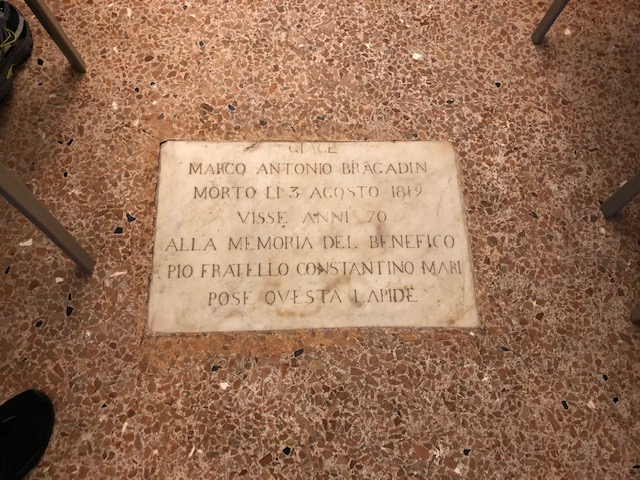 GIACE
MARCO ANTONIO BRAGADIN
MORTO LI 3 AGOSTO 1819
VISSE ANNI 70
ALLA MEMORIA DEL BENEFICO
PIO FRATELLO CONSTANTINO MARI
POSE QVESTA LAPIDE